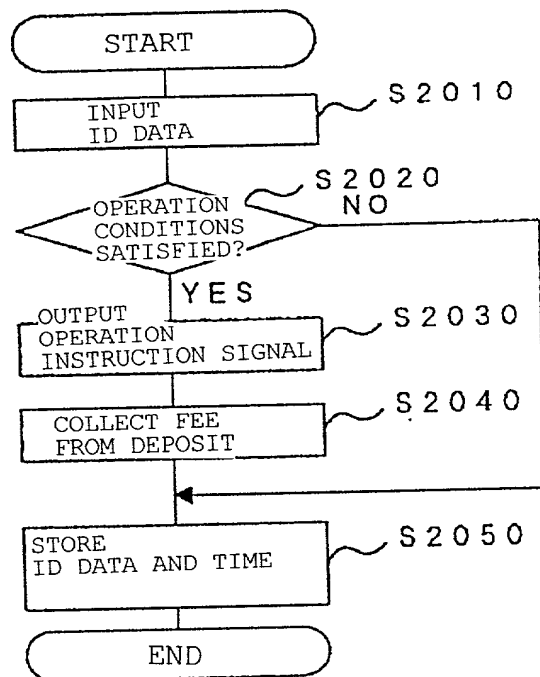 START
INPUT
ID DATA
S2010
S2020
OPERATION
CONDITIONS
SATISFIED?
NO
YES
OUTPUT
OPERATION
INSTRUCTION SIGNAL
S2030
COLLECT FEE
FROM DEPOSIT
S2040
STORE
ID DATA AND TIME
S2050
END